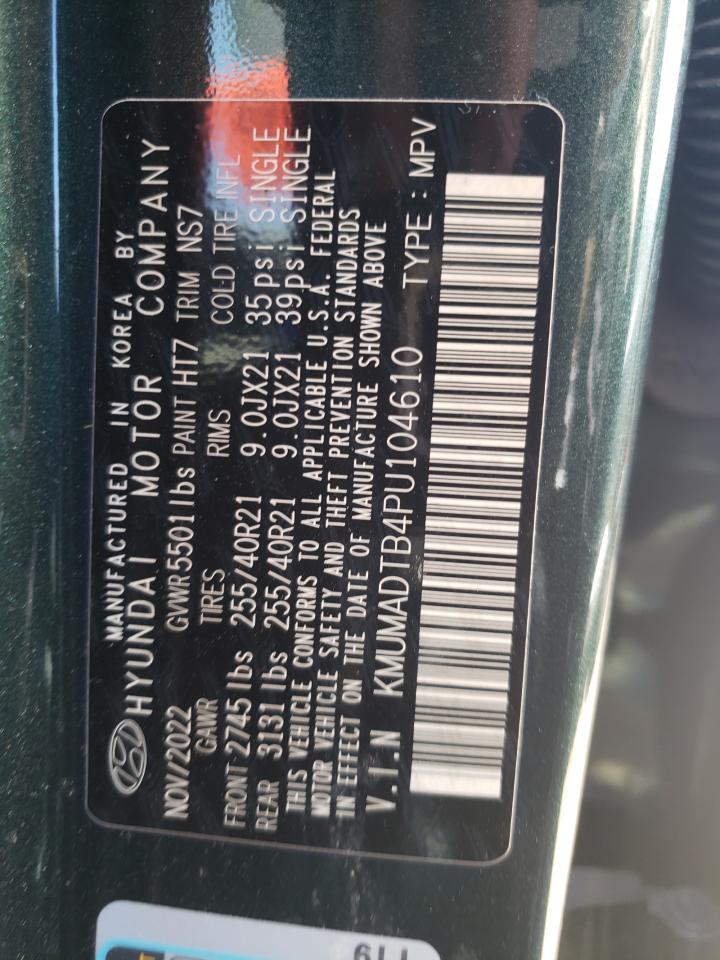 MANUFACTURED IN KOREA BY
HYUNDAI MOTOR COMPANY
NOV/2022 GVWR5501lbs PAINT HT7 TRIM NS7
GAWR TIRES RIMS COLD TIRE INFL
FRONT 2745 lbs 255/40R21 9.0JX21 35psi SINGLE
REAR 3131 lbs 255/40R21 9.0JX21 39psi SINGLE
THIS VEHICLE CONFORMS TO ALL APPLICABLE U.S.A. FEDERAL
MOTOR VEHICLE SAFETY AND THEFT PREVENTION STANDARDS
IN EFFECT ON THE DATE OF MANUFACTURE SHOWN ABOVE
V.I.N KMUMADTB4PU104610 TYPE : MPV